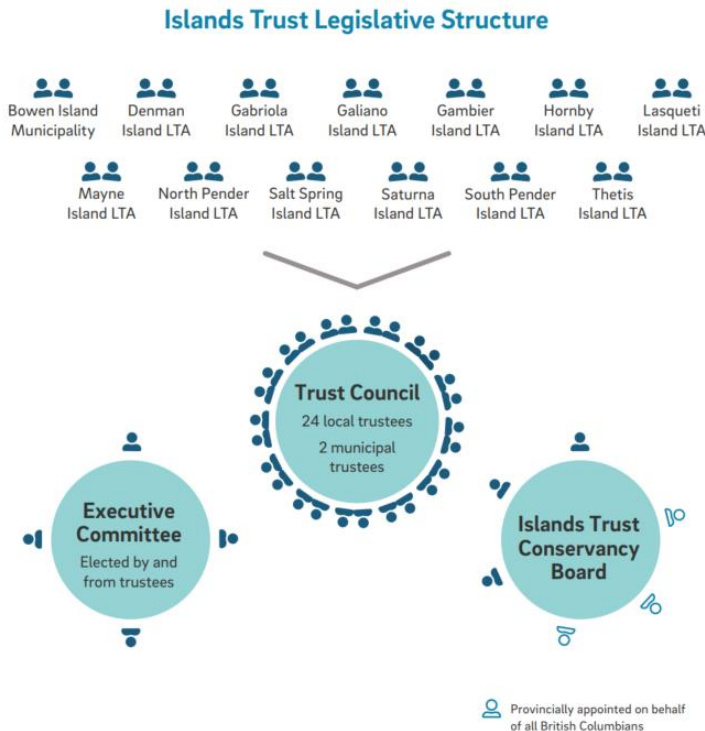 Islands Trust Legislative Structure
Bowen Island
Municipality
Denman
Island LTA
Gabriola
Island LTA
Galiano
Island LTA
Gambier
Island LTA
Hornby
Island LTA
Lasqueti
Island LTA
Mayne
Island LTA
North Pender
Island LTA
Salt Spring
Island LTA
Saturna
Island LTA
South Pender
Island LTA
Thetis
Island LTA
Trust Council
24 local trustees
2 municipal
trustees
Executive
Committee
Elected by and
from trustees
Islands Trust
Conservancy
Board
Provincially appointed on behalf
of all British Columbians